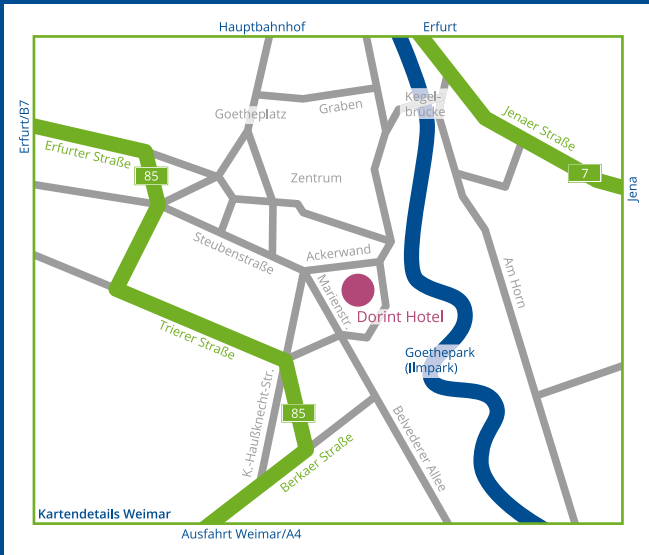 Hauptbahnhof
Erfurt
Erfurt/B7
Goetheplatz
Graben
Kegel-
brücke
Jenaer Straße
Erfurter Straße
85
Zentrum
7
Jena
Steubenstraße
Ackerwand
Marienstr.
Am Horn
Dorint Hotel
Trierer Straße
Goethepark
(Ilmpark)
K.-Haußknecht-Str.
85
Belvederer Allee
Berkaer Straße
Kartendetails Weimar
Ausfahrt Weimar/A4